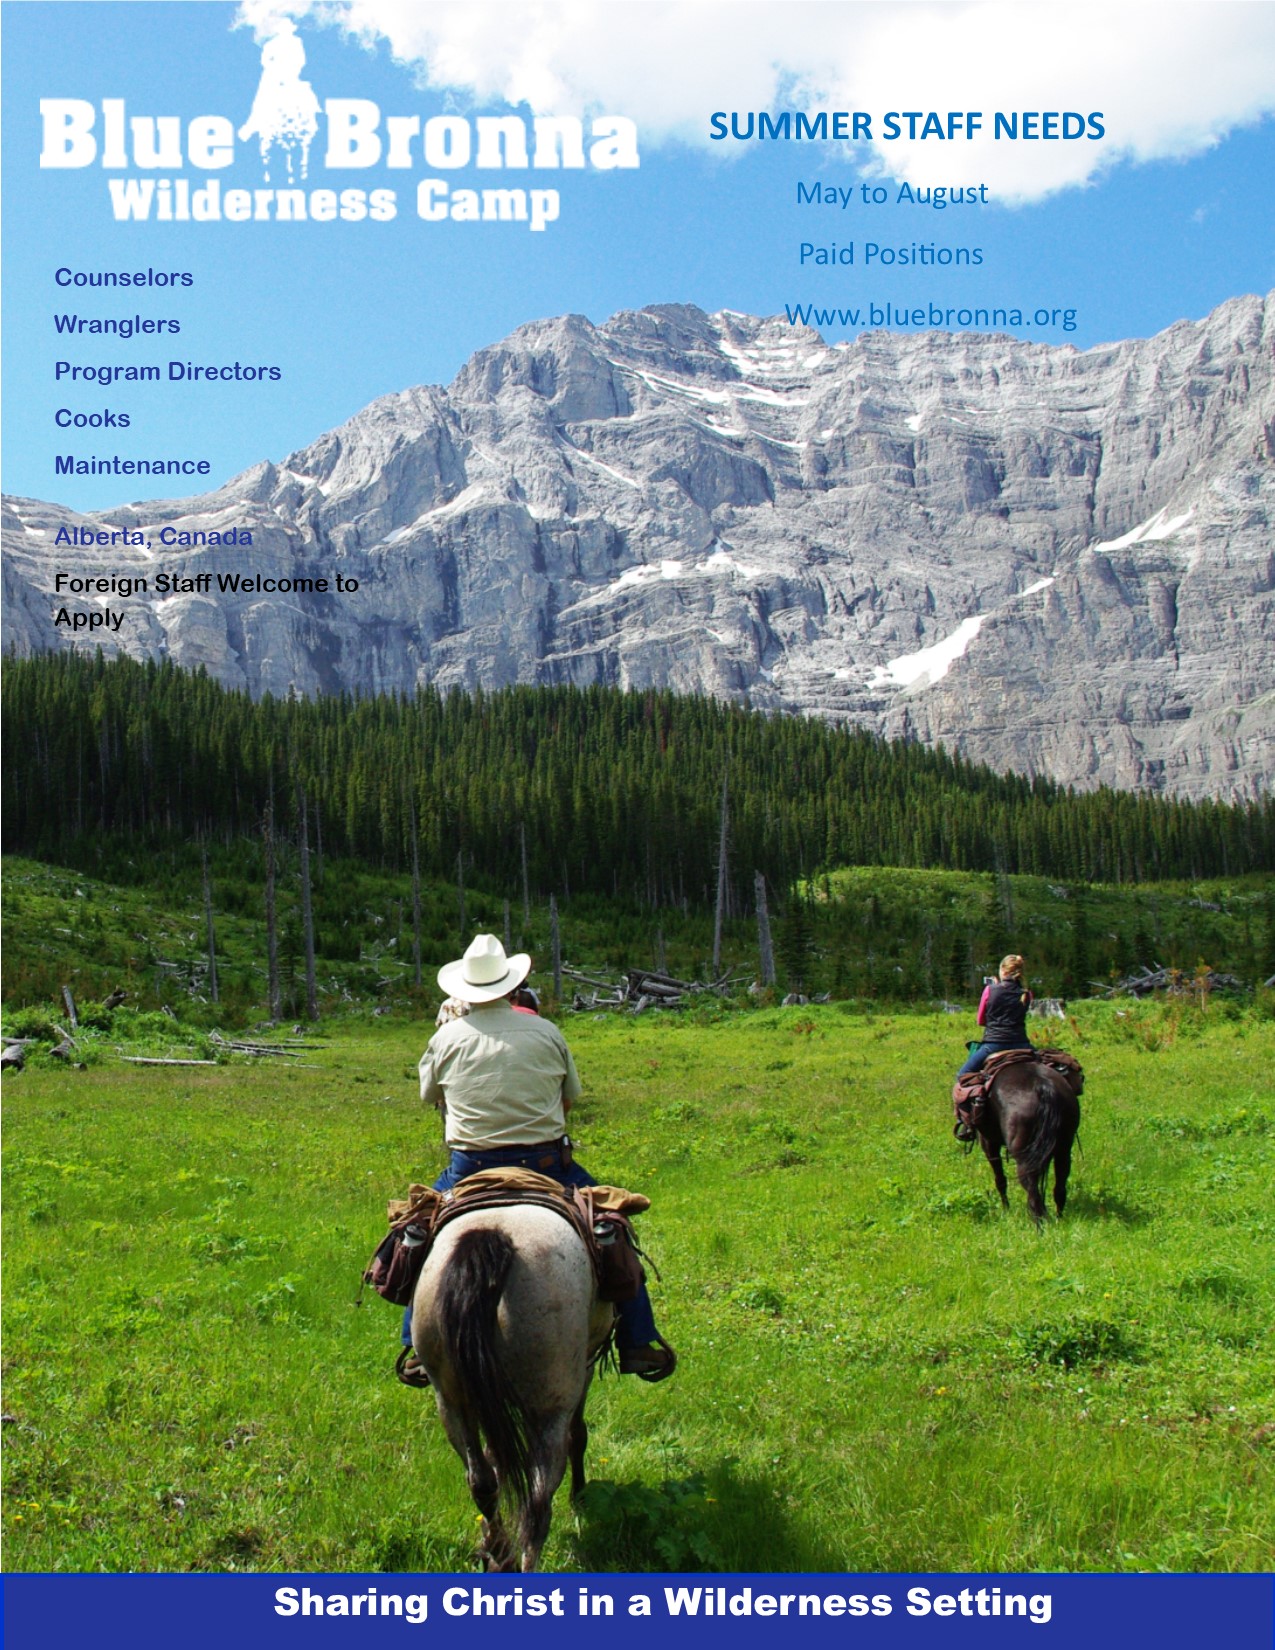 Blue Bronna
Wilderness Camp
SUMMER STAFF NEEDS
May to August
Paid Positions
Www.bluebronna.org
Counselors
Wranglers
Program Directors
Cooks
Maintenance
Alberta, Canada
Foreign Staff Welcome to
Apply
Sharing Christ in a Wilderness Setting